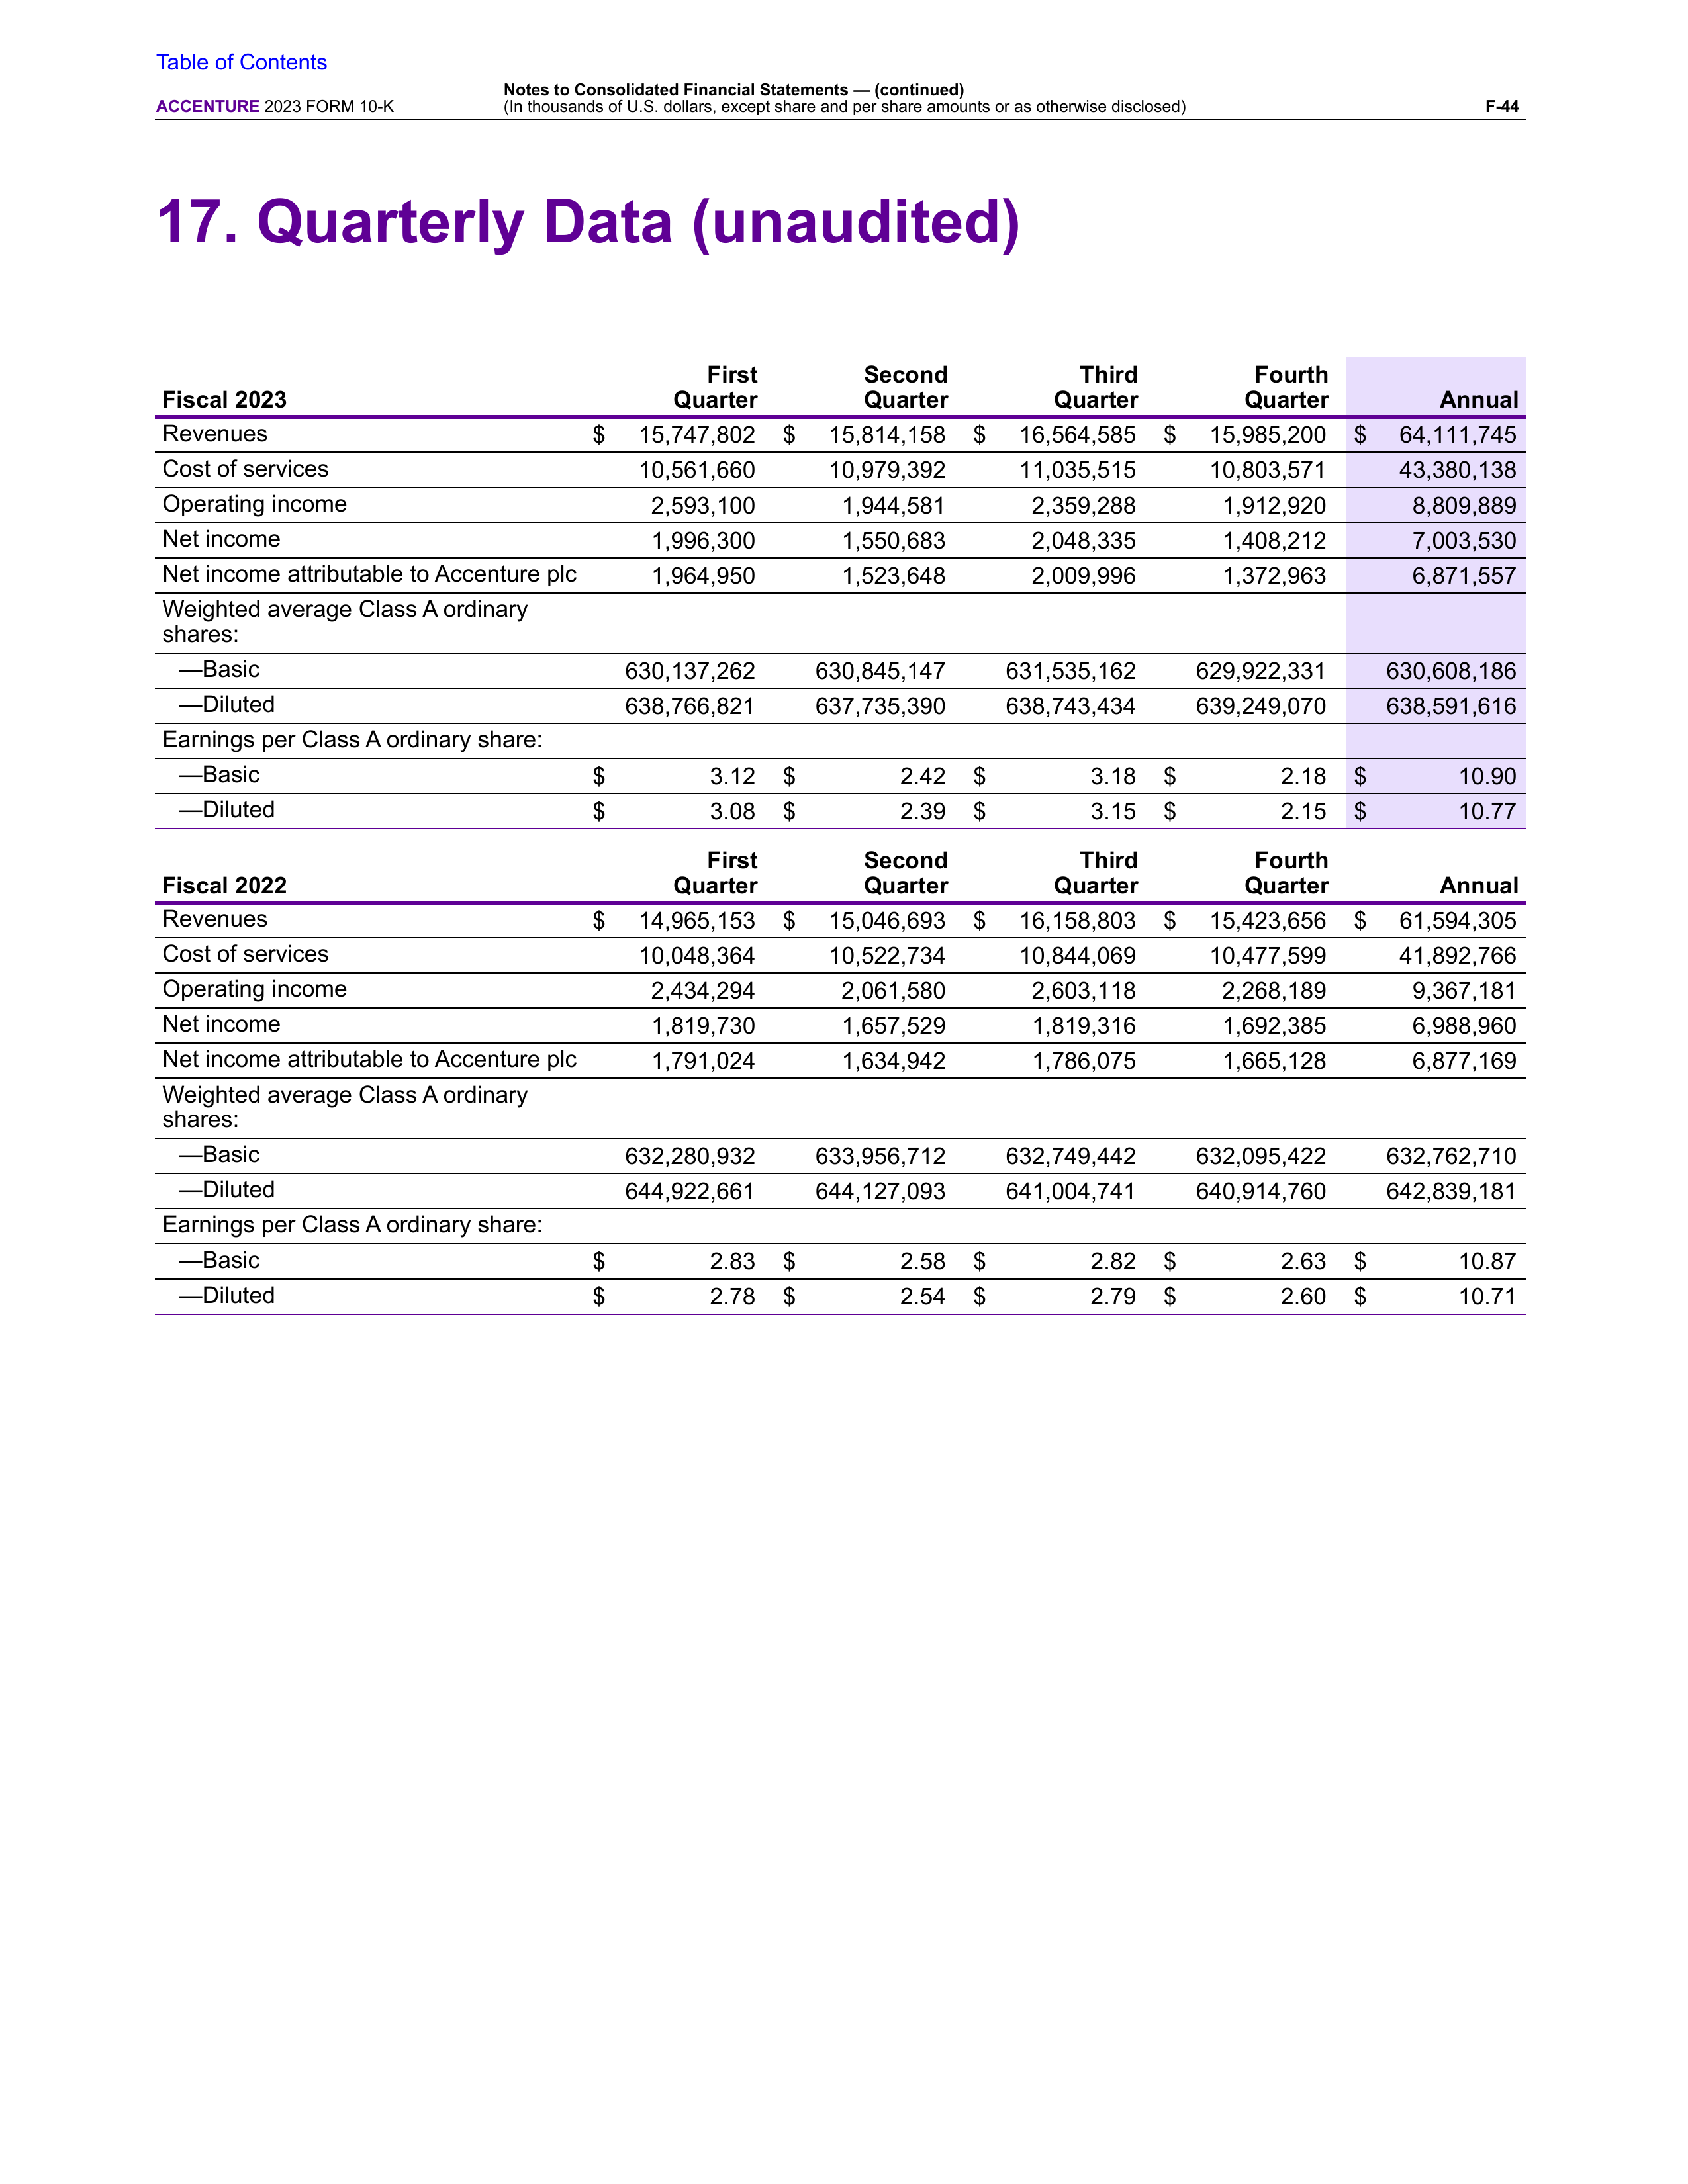 Table of Contents
Notes to Consolidated Financial Statements — (continued)
ACCENTURE 2023 FORM 10-K (In thousands of U.S. dollars, except share and per share amounts or as otherwise disclosed) F-44
17. Quarterly Data (unaudited)
First Second Third Fourth
Fiscal 2023 Quarter Quarter Quarter Quarter Annual
Revenues $ 15,747,802 $ 15,814,158 $ 16,564,585 $ 15,985,200 $ 64,111,745
Cost of services 10,561,660 10,979,392 11,035,515 10,803,571 43,380,138
Operating income 2,593,100 1,944,581 2,359,288 1,912,920 8,809,889
Net income 1,996,300 1,550,683 2,048,335 1,408,212 7,003,530
Net income attributable to Accenture plc 1,964,950 1,523,648 2,009,996 1,372,963 6,871,557
Weighted average Class A ordinary
shares:
—Basic 630,137,262 630,845,147 631,535,162 629,922,331 630,608,186
—Diluted 638,766,821 637,735,390 638,743,434 639,249,070 638,591,616
Earnings per Class A ordinary share:
—Basic $ 3.12 $ 2.42 $ 3.18 $ 2.18 $ 10.90
—Diluted $ 3.08 $ 2.39 $ 3.15 $ 2.15 $ 10.77
First Second Third Fourth
Fiscal 2022 Quarter Quarter Quarter Quarter Annual
Revenues $ 14,965,153 $ 15,046,693 $ 16,158,803 $ 15,423,656 $ 61,594,305
Cost of services 10,048,364 10,522,734 10,844,069 10,477,599 41,892,766
Operating income 2,434,294 2,061,580 2,603,118 2,268,189 9,367,181
Net income 1,819,730 1,657,529 1,819,316 1,692,385 6,988,960
Net income attributable to Accenture plc 1,791,024 1,634,942 1,786,075 1,665,128 6,877,169
Weighted average Class A ordinary
shares:
—Basic 632,280,932 633,956,712 632,749,442 632,095,422 632,762,710
—Diluted 644,922,661 644,127,093 641,004,741 640,914,760 642,839,181
Earnings per Class A ordinary share:
—Basic $ 2.83 $ 2.58 $ 2.82 $ 2.63 $ 10.87
—Diluted $ 2.78 $ 2.54 $ 2.79 $ 2.60 $ 10.71